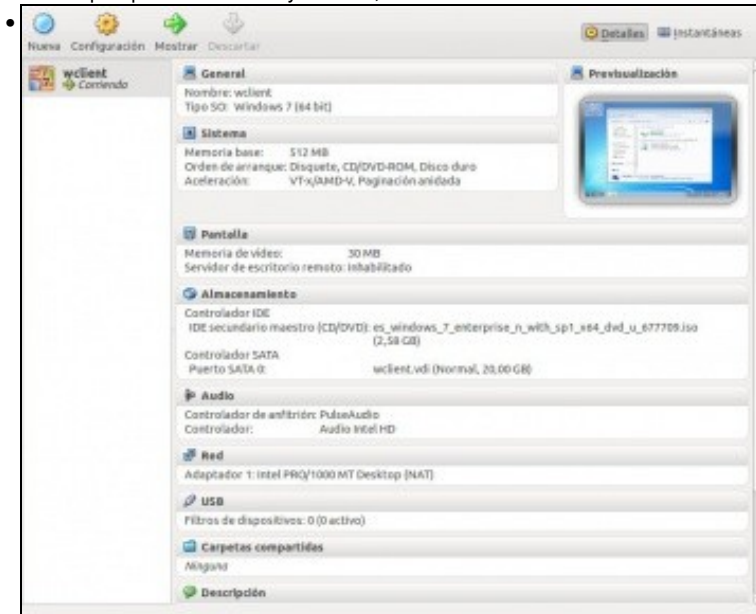 Nueva Configuración Mostrar Descartar
Detalles Instantáneas
wclient
Corriendo
General
Nombre: wclient
Tipo SO: Windows 7 (64 bit)
Previsualización
Sistema
Memoria base: 512 MB
Orden de arranque: Disquete, CD/DVD-ROM, Disco duro
Aceleración: VT-x/AMD-V, Paginación anidada
Pantalla
Memoria de vídeo: 30 MB
Servidor de escritorio remoto: Inhabilitado
Almacenamiento
Controlador IDE
IDE secundario maestro (CD/DVD): es_windows_7_enterprise_n_with_sp1_x64_dvd_u_677709.iso
(2,58 GB)
Controlador SATA
Puerto SATA 0: wclient.vdi (Normal, 20,00 GB)
Audio
Controlador de anfitrión: PulseAudio
Controlador: Audio Intel HD
Red
Adaptador 1: Intel PRO/1000 MT Desktop (NAT)
USB
Filtros de dispositivos: 0 (0 activo)
Carpetas compartidas
Ninguna
Descripción